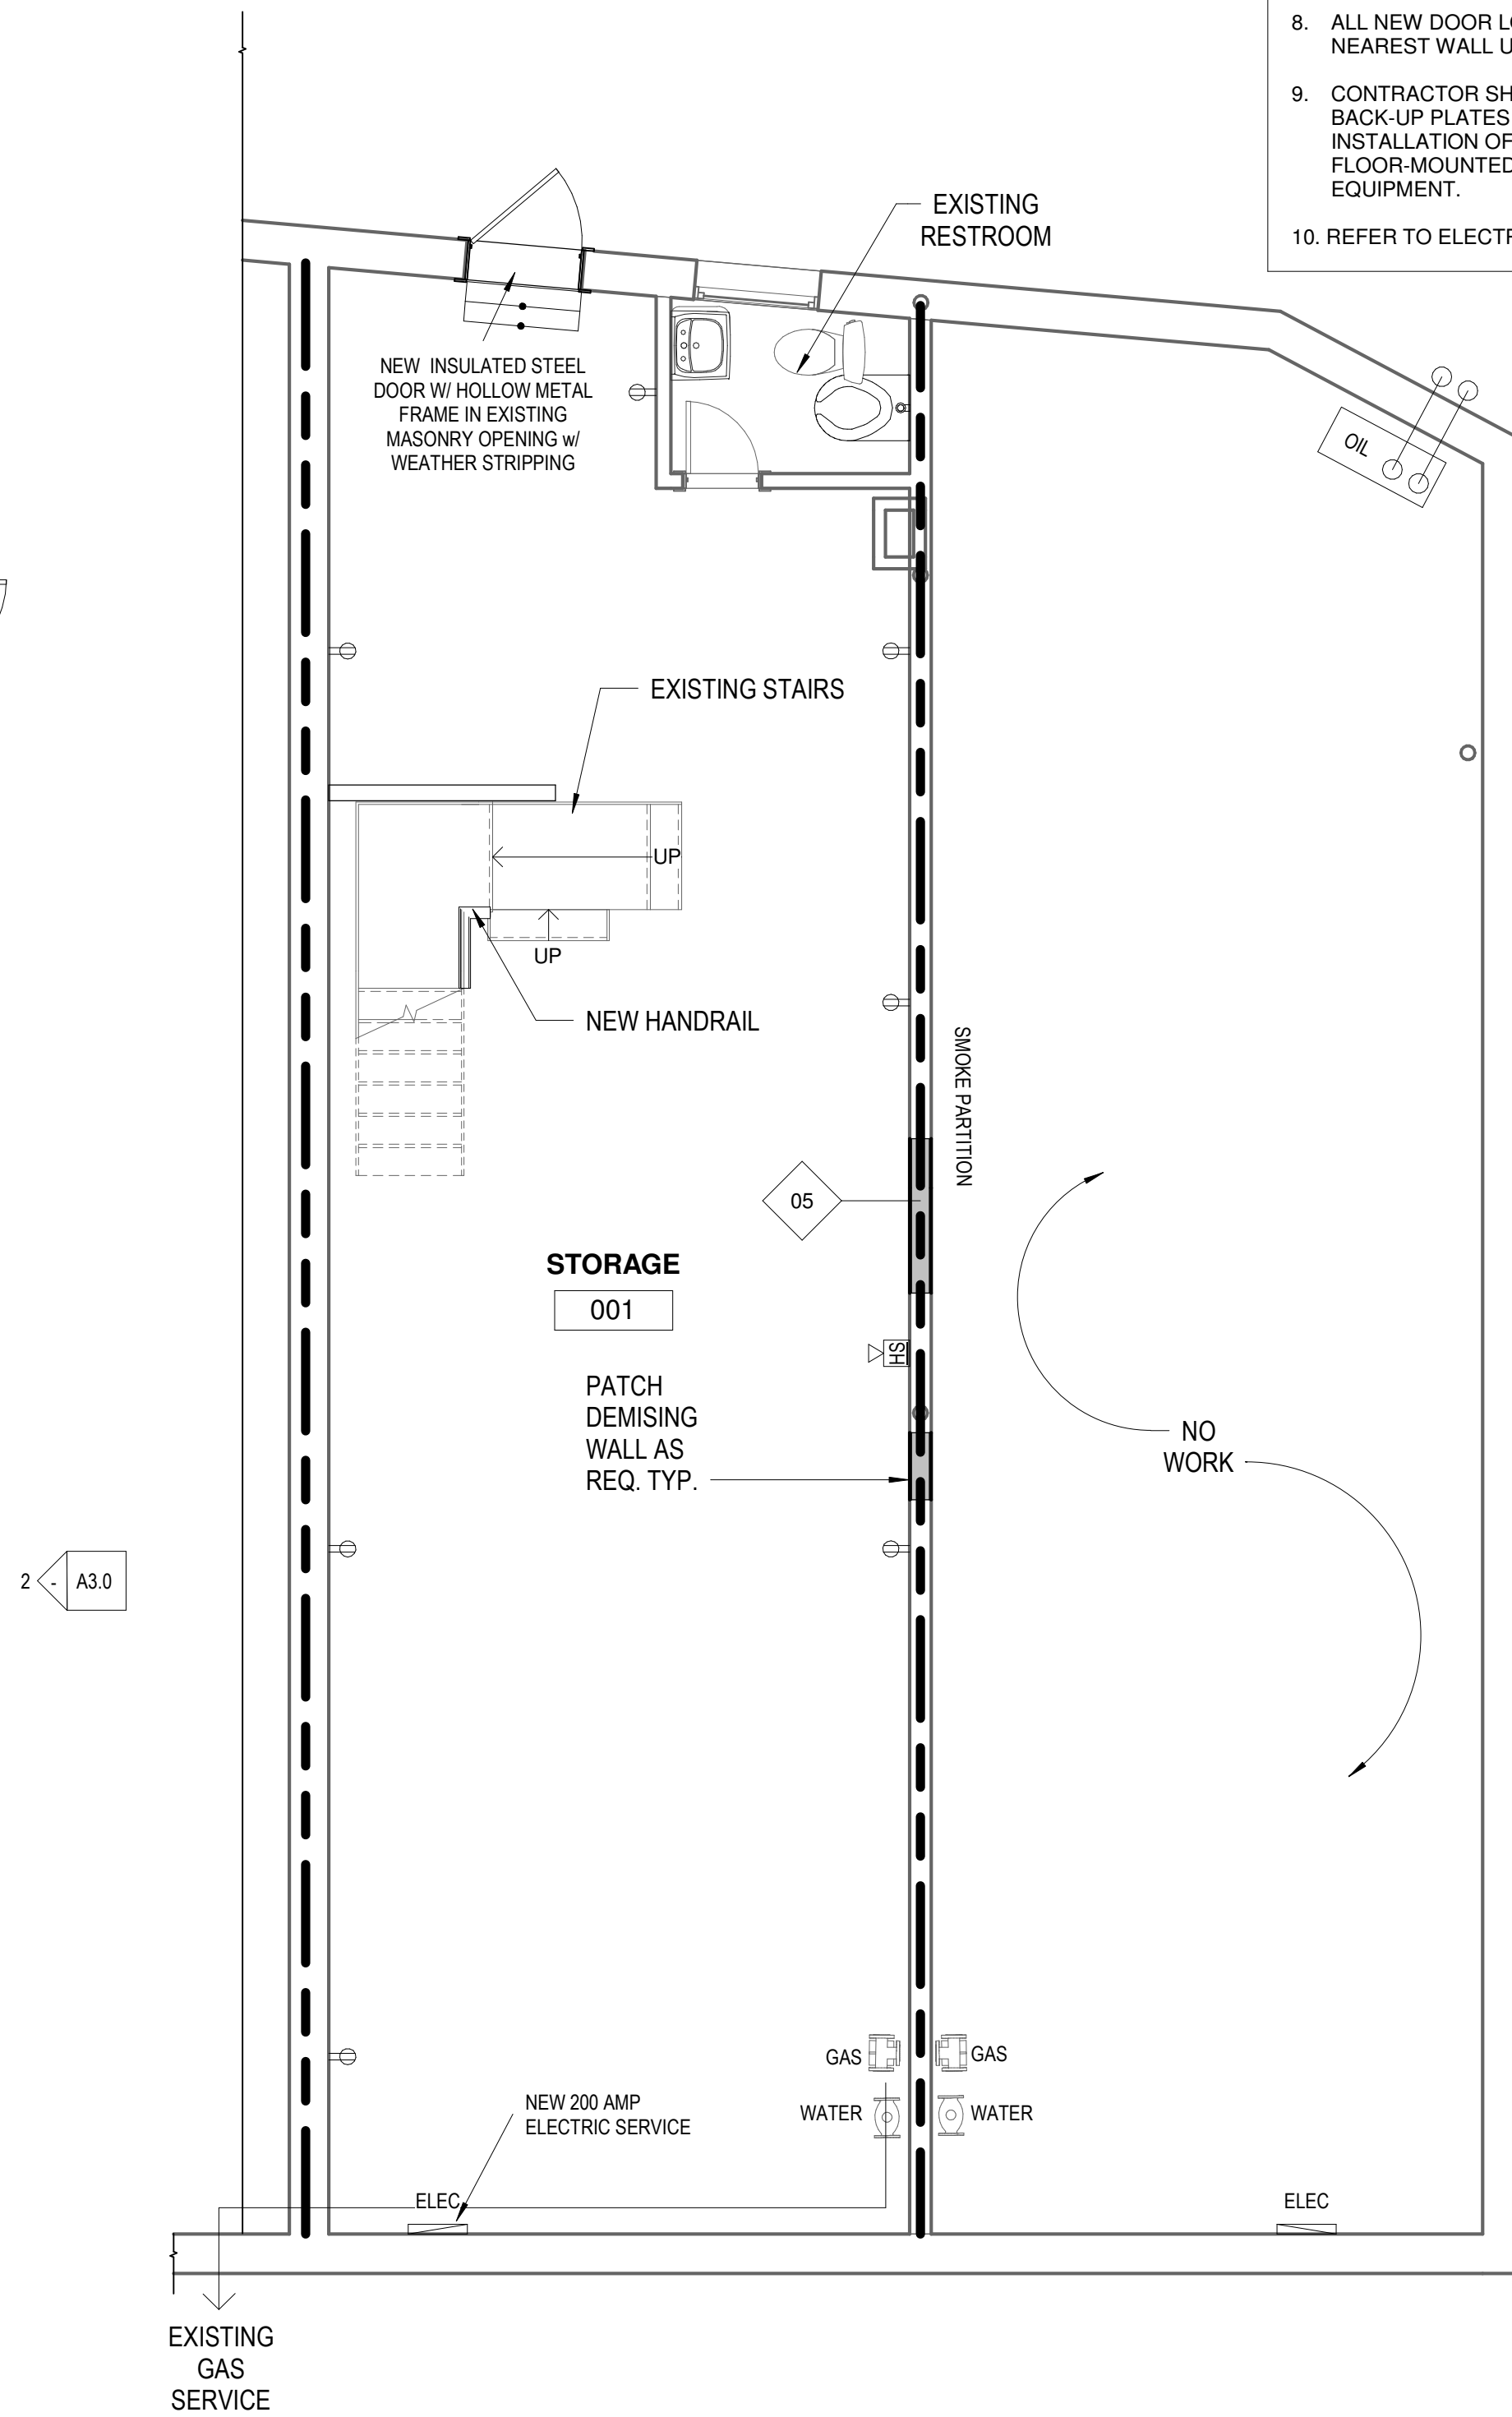 8. ALL NEW DOOR LO
NEAREST WALL U
9. CONTRACTOR SH
BACK-UP PLATES
INSTALLATION OF
FLOOR-MOUNTED
EQUIPMENT.
10. REFER TO ELECTR
EXISTING
RESTROOM
NEW INSULATED STEEL
DOOR W/ HOLLOW METAL
FRAME IN EXISTING
MASONRY OPENING w/
WEATHER STRIPPING
OIL
EXISTING STAIRS
UP
UP
NEW HANDRAIL
SMOKE PARTITION
05
STORAGE
001
SH
PATCH
DEMISING
WALL AS
REQ. TYP.
NO
WORK
2
-
A3.0
GAS
GAS
WATER
WATER
NEW 200 AMP
ELECTRIC SERVICE
ELEC
ELEC
EXISTING
GAS
SERVICE